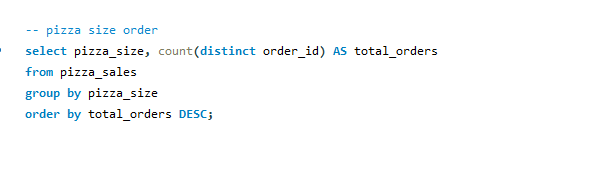 -- pizza size order
select pizza_size, count(distinct order_id) AS total_orders
from pizza_sales
group by pizza_size
order by total_orders DESC;